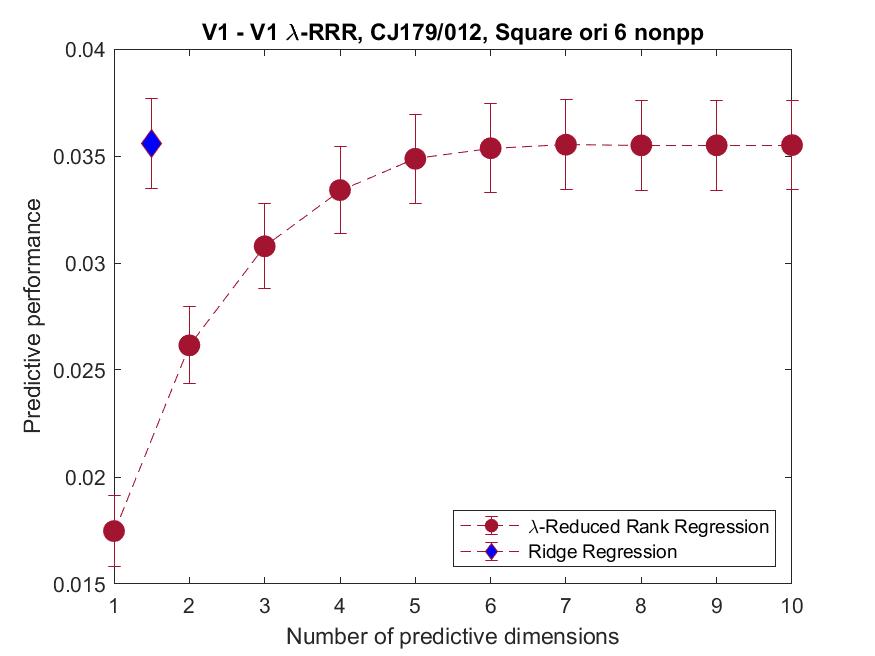 V1 - V1 λ-RRR, CJ179/012, Square ori 6 nonpp
0.04
0.035
0.03
0.025
0.02
0.015
Predictive performance
1 2 3 4 5 6 7 8 9 10
Number of predictive dimensions
λ-Reduced Rank Regression
Ridge Regression